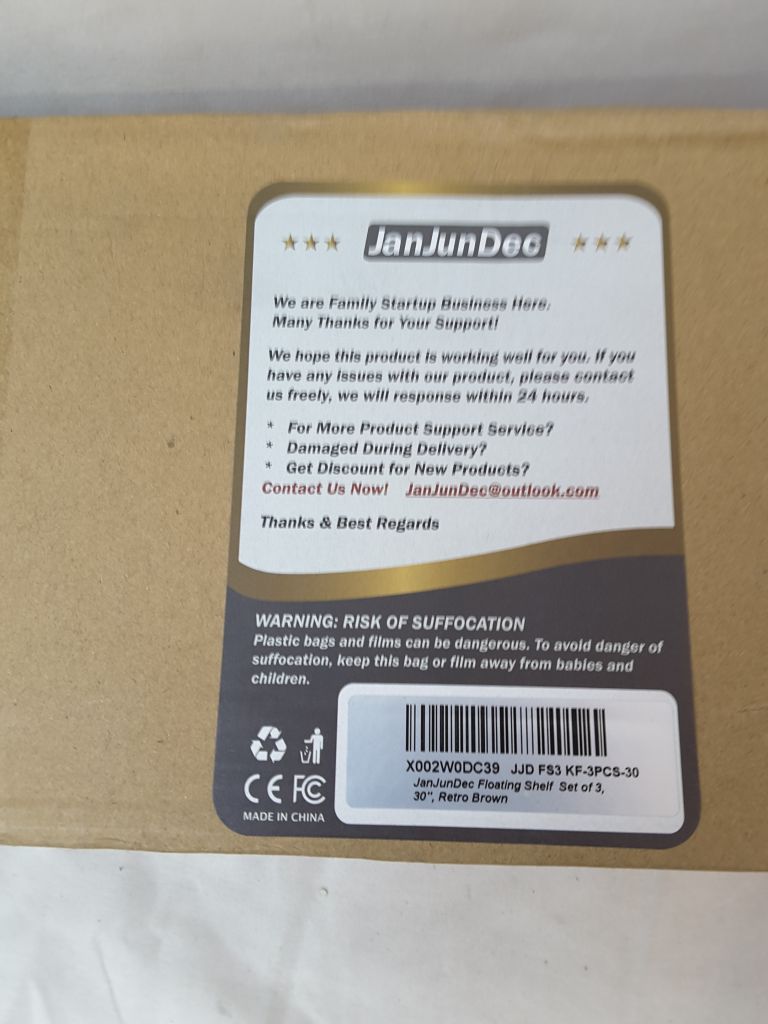 JanJunDec
We are Family Startup Business Here,
Many Thanks for Your Support!
We hope this product is working well for you. If you
have any issues with our product, please contact
us freely, we will response within 24 hours.
* For More Product Support Service?
* Damaged During Delivery?
* Get Discount for New Products?
Contact Us Now! JanJunDec@outlook.com
Thanks & Best Regards
WARNING: RISK OF SUFFOCATION
Plastic bags and films can be dangerous. To avoid danger of
suffocation, keep this bag or film away from babies and
children.
CE FC
MADE IN CHINA
X002W0DC39 JJD FS3 KF-3PCS-30
JanJunDec Floating Shelf Set of 3,
30", Retro Brown